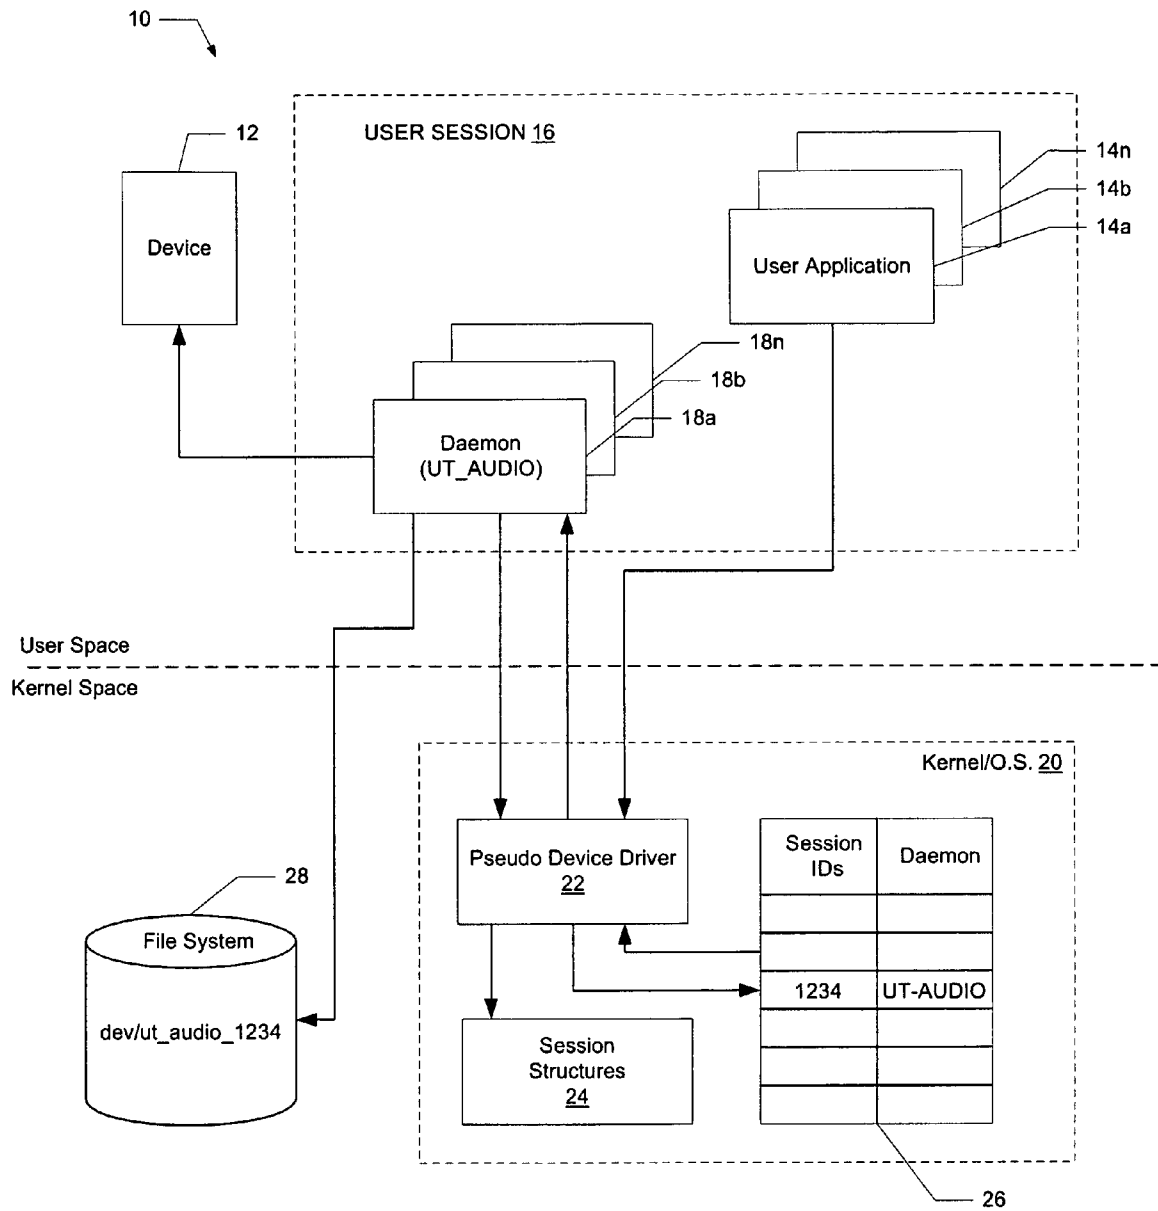 10
12
USER SESSION 16
14n
14b
14a
Device
User Application
18n
18b
18a
Daemon
(UT_AUDIO)
User Space
Kernel Space
Kernel/O.S. 20
Pseudo Device Driver
22
Session
IDs
Daemon
28
File System
1234
UT-AUDIO
dev/ut_audio_1234
Session
Structures
24
26